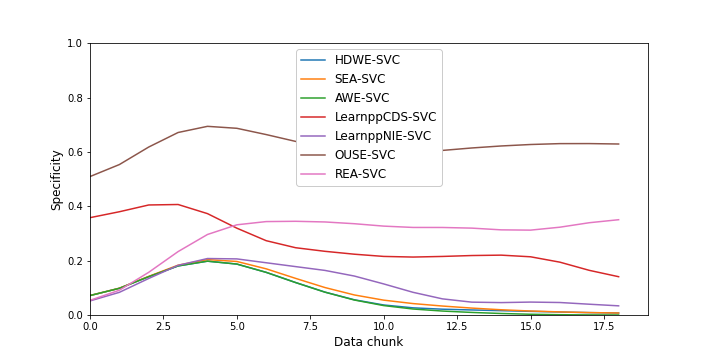 1.0
0.8
0.6
0.4
0.2
0.0
Specificity
HDWE-SVC
SEA-SVC
AWE-SVC
LearnppCDS-SVC
LearnppNIE-SVC
OUSE-SVC
REA-SVC
0.0 2.5 5.0 7.5 10.0 12.5 15.0 17.5
Data chunk